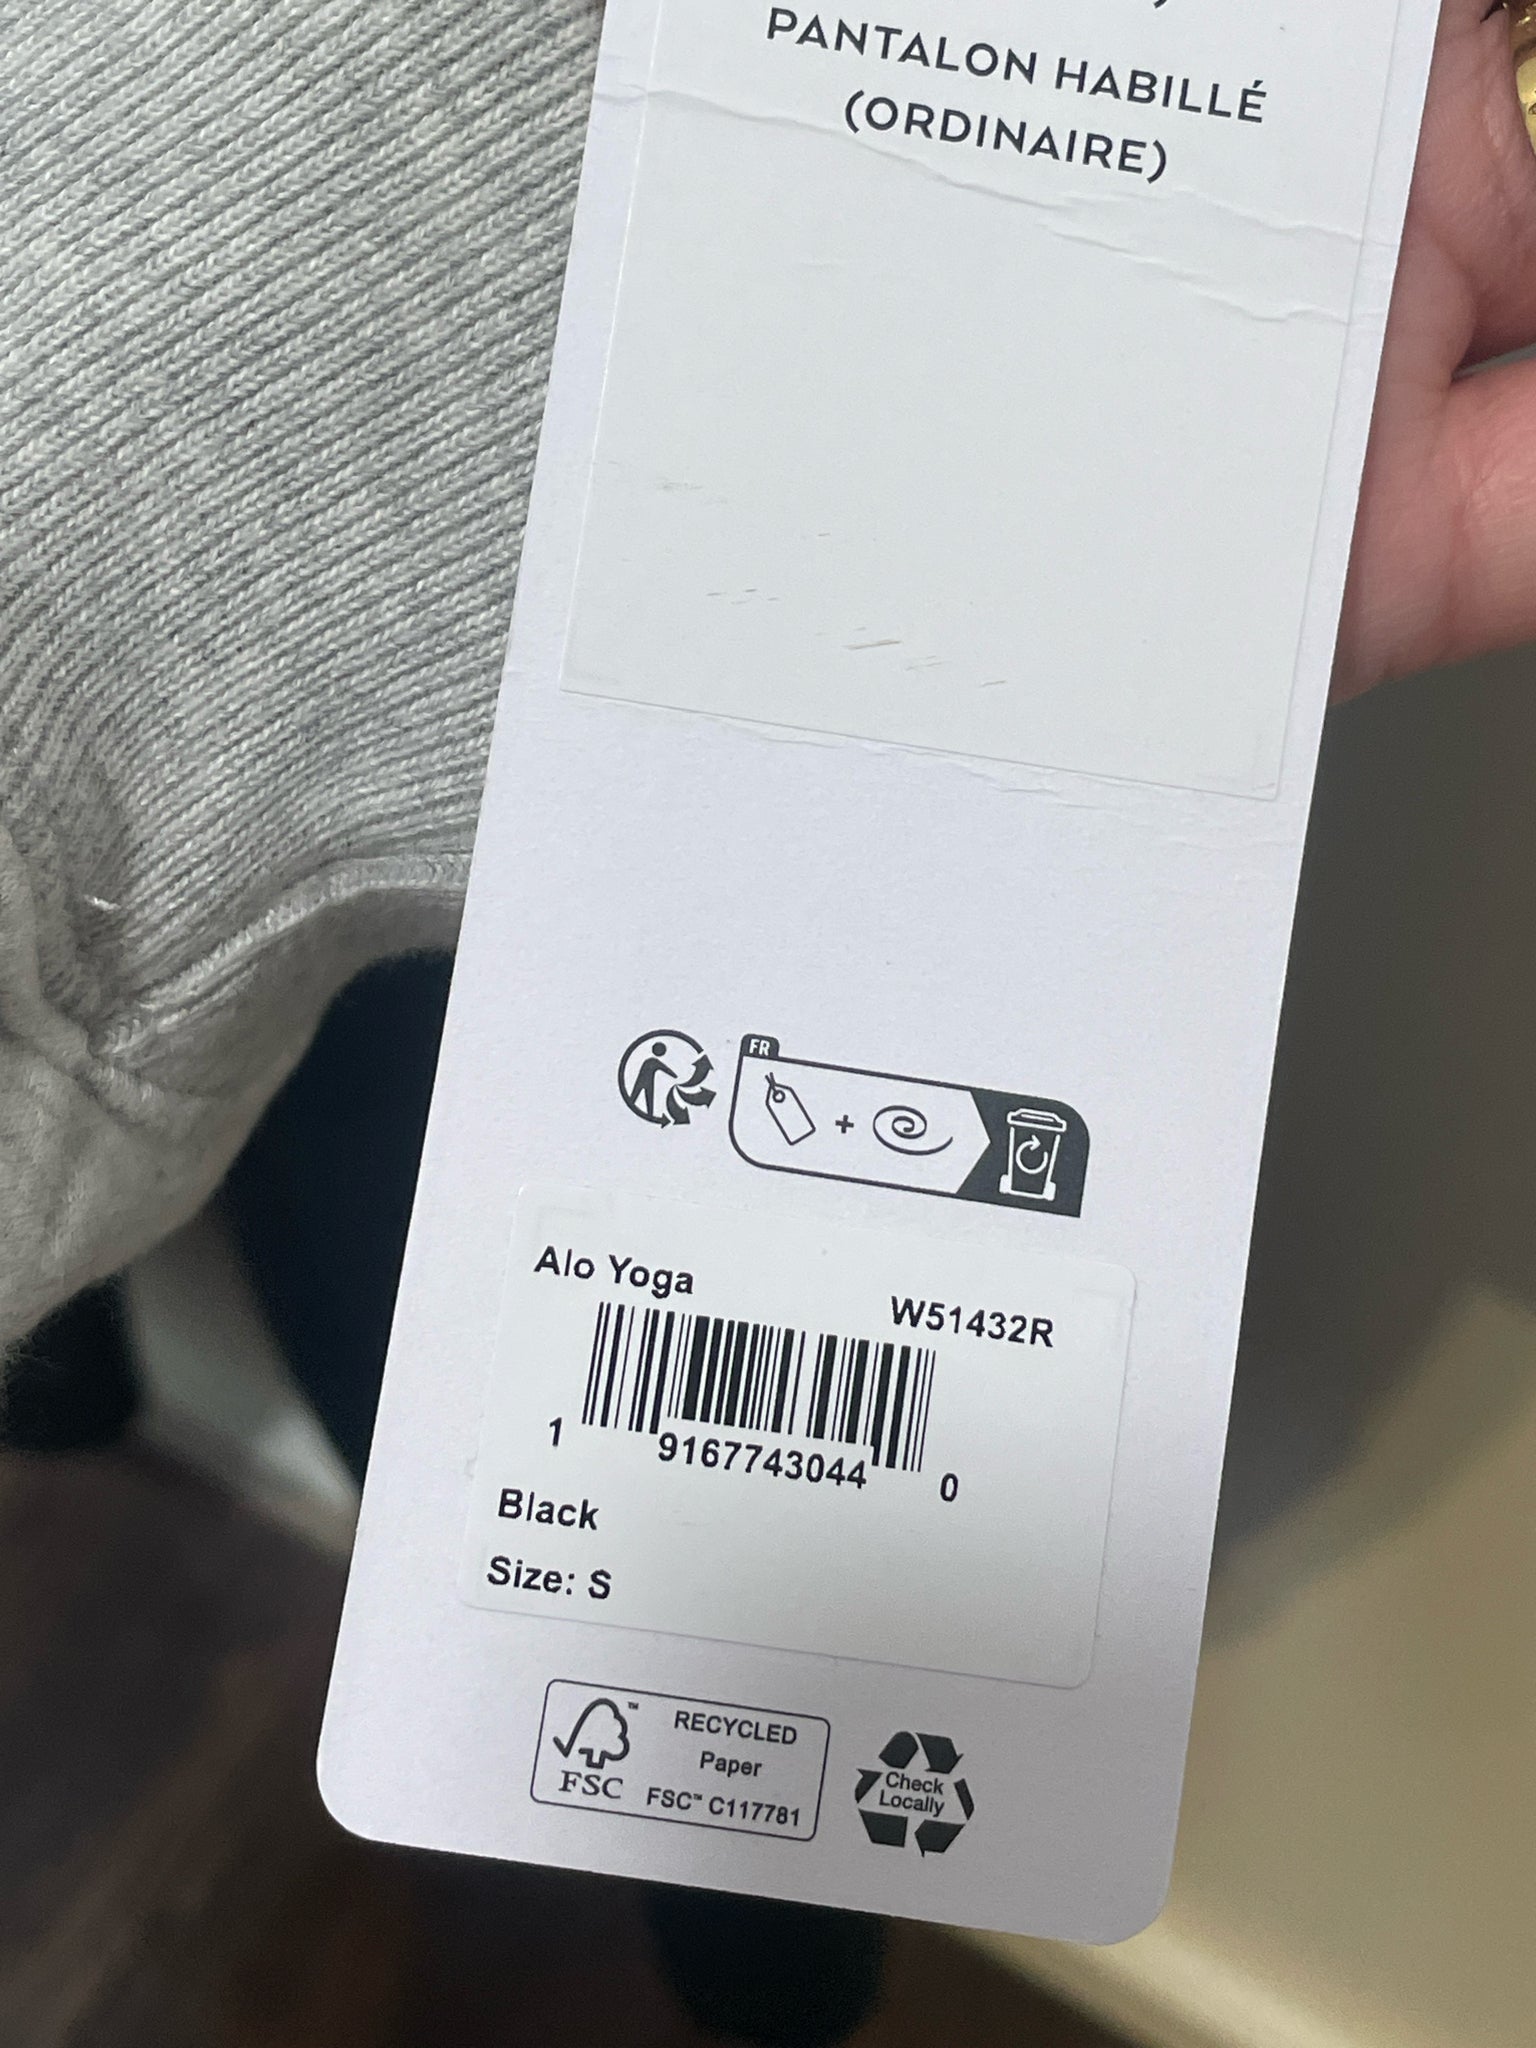 PANTALON HABILLÉ
(ORDINAIRE)
FR
+
Alo Yoga
W51432R
1 9167743044 0
Black
Size: S
FSC
RECYCLED
Paper
FSC™ C117781
Check
Locally